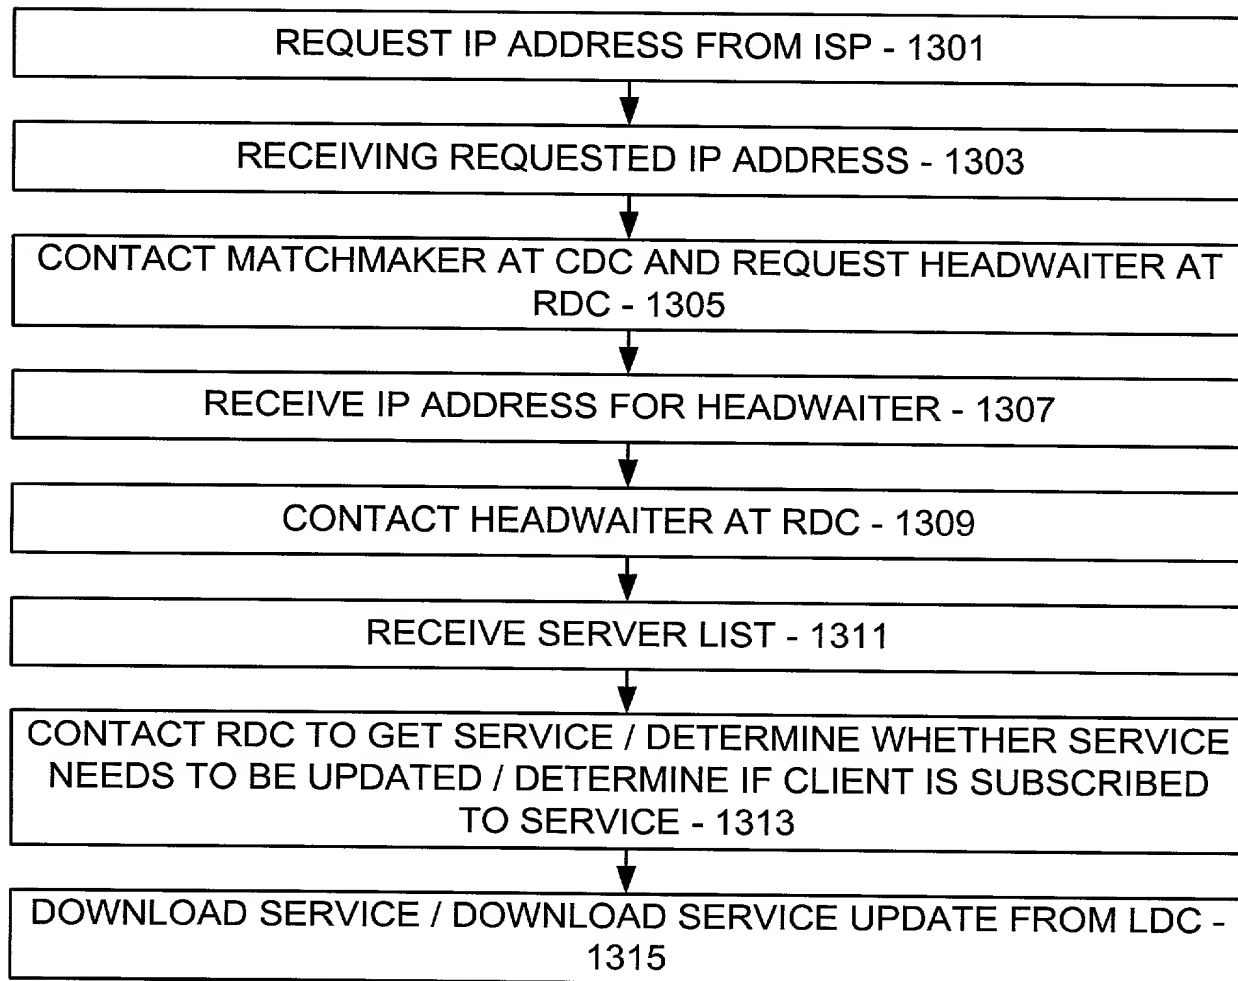 REQUEST IP ADDRESS FROM ISP - 1301
RECEIVING REQUESTED IP ADDRESS - 1303
CONTACT MATCHMAKER AT CDC AND REQUEST HEADWAITER AT
RDC - 1305
RECEIVE IP ADDRESS FOR HEADWAITER - 1307
CONTACT HEADWAITER AT RDC - 1309
RECEIVE SERVER LIST - 1311
CONTACT RDC TO GET SERVICE / DETERMINE WHETHER SERVICE
NEEDS TO BE UPDATED / DETERMINE IF CLIENT IS SUBSCRIBED
TO SERVICE - 1313
DOWNLOAD SERVICE / DOWNLOAD SERVICE UPDATE FROM LDC -
1315